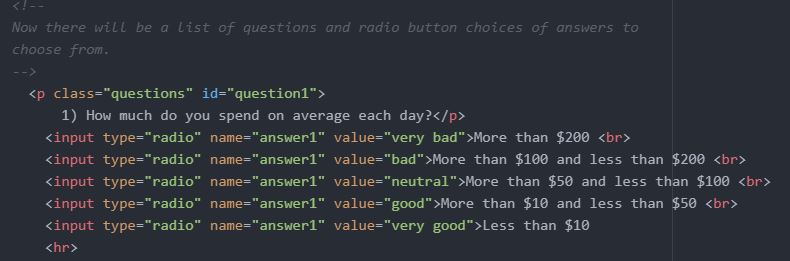 <!--
Now there will be a list of questions and radio button choices of answers to
choose from.
-->
<p class="questions" id="question1">
1) How much do you spend on average each day?</p>
<input type="radio" name="answer1" value="very bad">More than $200 <br>
<input type="radio" name="answer1" value="bad">More than $100 and less than $200 <br>
<input type="radio" name="answer1" value="neutral">More than $50 and less than $100 <br>
<input type="radio" name="answer1" value="good">More than $10 and less than $50 <br>
<input type="radio" name="answer1" value="very good">Less than $10
<hr>